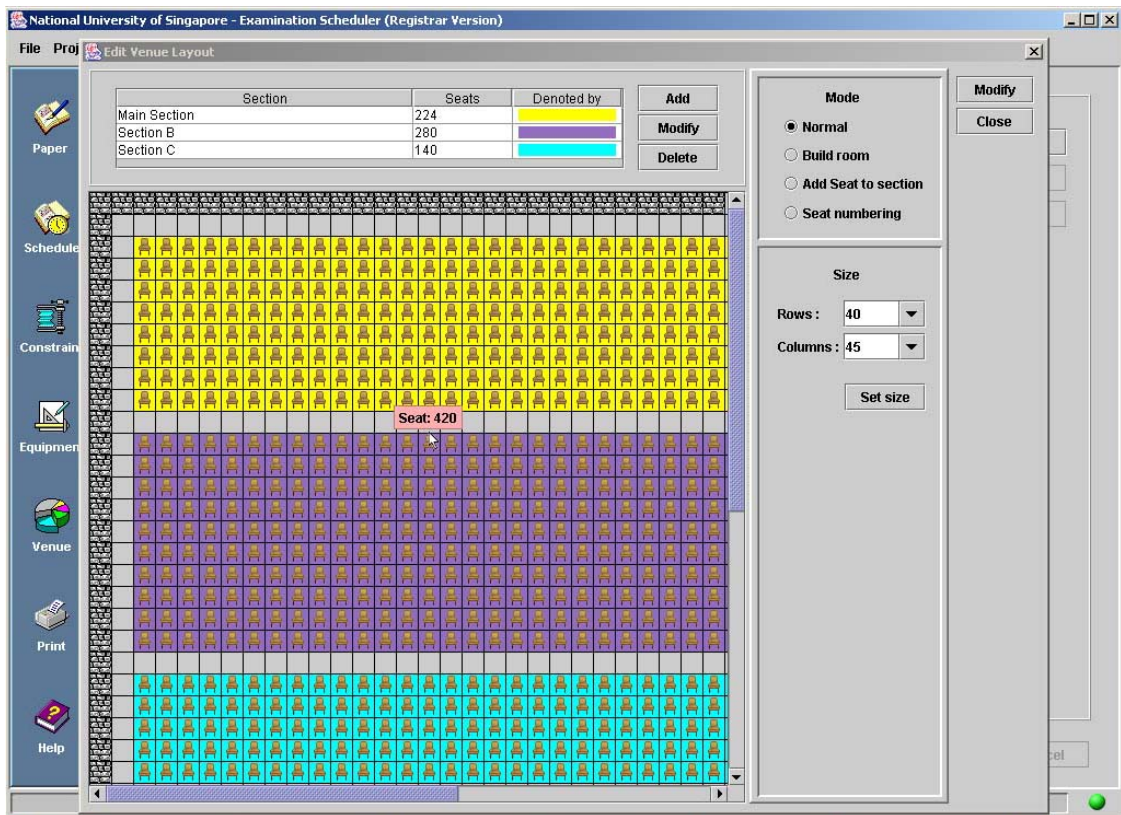 National University of Singapore - Examination Scheduler (Registrar Version)
File Proj
Edit Venue Layout
Section Seats Denoted by
Main Section 224
Section B 280
Section C 140
Add
Modify
Delete
Mode
Normal
Build room
Add Seat to section
Seat numbering
Modify
Close
Size
Rows : 40
Columns : 45
Set size
Seat: 420
Paper
Schedule
Constrain
Equipmen
Venue
Print
Help
cel